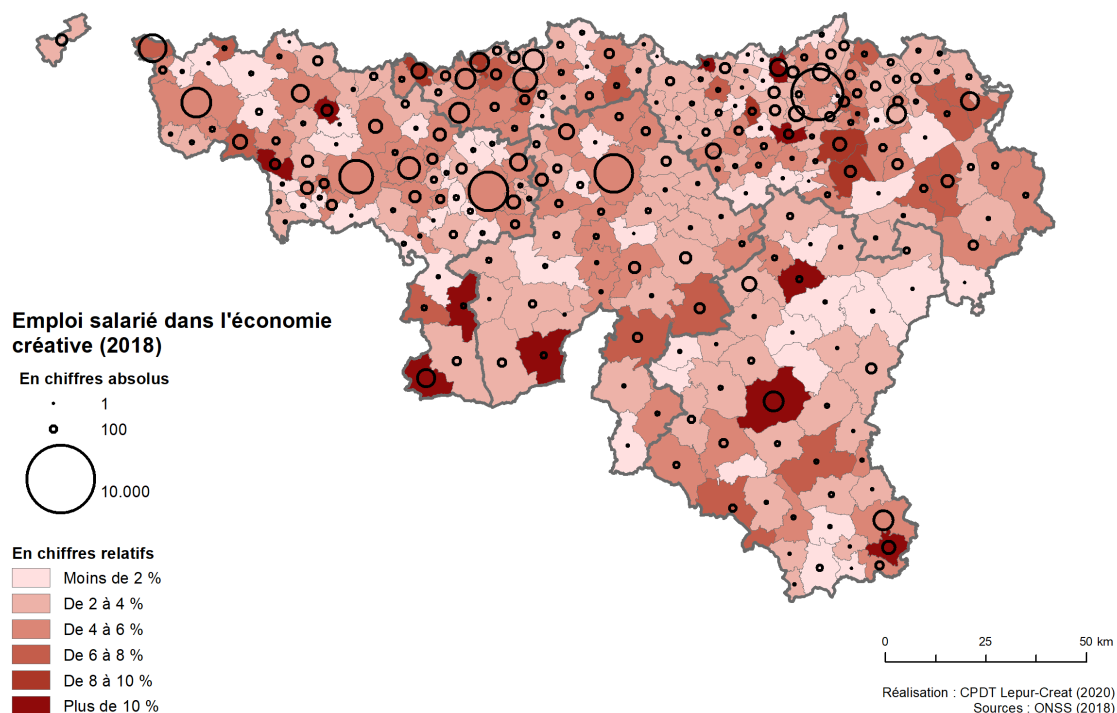 Emploi salarié dans l'économie
créative (2018)
En chiffres absolus
1
100
10.000
En chiffres relatifs
Moins de 2 %
De 2 à 4 %
De 4 à 6 %
De 6 à 8 %
De 8 à 10 %
Plus de 10 %
0 25 50 km
Réalisation : CPDT Lepur-Creat (2020)
Sources : ONSS (2018)